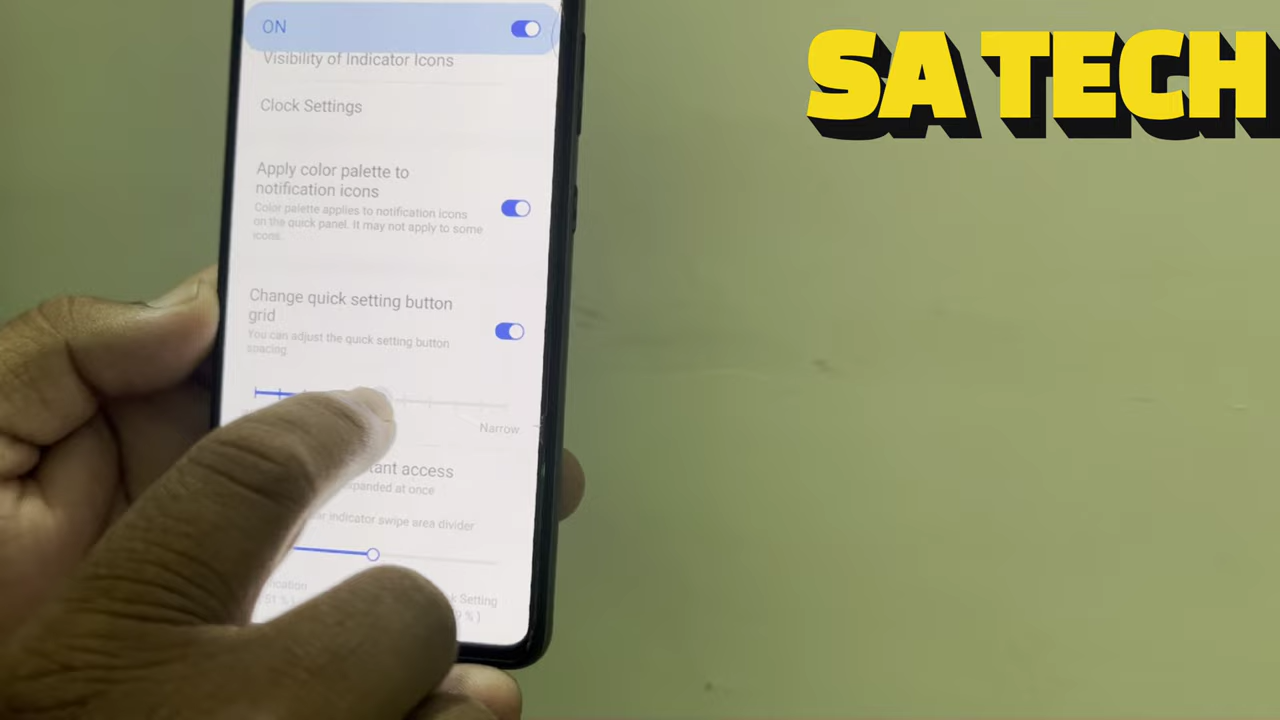 SA TECH
ON
Visibility of Indicator Icons
Clock Settings
Apply color palette to
notification icons
Color palette applies to notification icons
on the quick panel. It may not apply to some
icons.
Change quick setting button
grid
You can adjust the quick setting button
spacing.
Narrow
access
at once
indicator swipe area divider
Setting